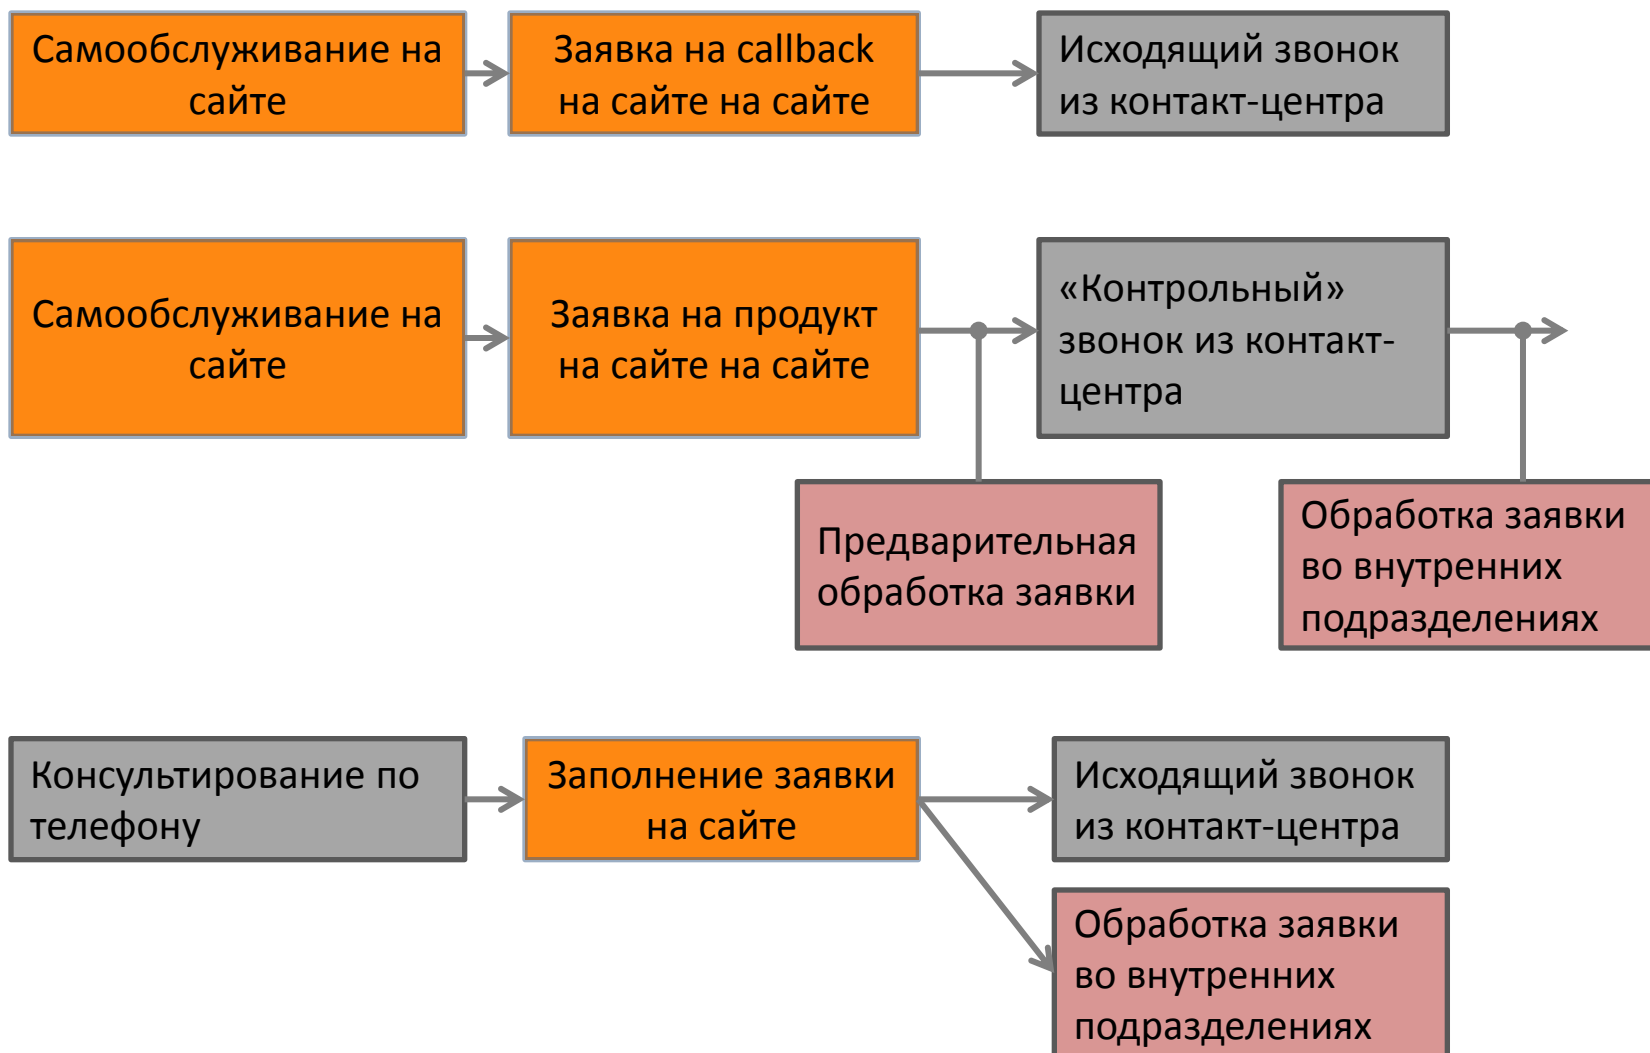 Самообслуживание на
сайте
Заявка на callback
на сайте на сайте
Исходящий звонок
из контакт-центра
Самообслуживание на
сайте
Заявка на продукт
на сайте на сайте
«Контрольный»
звонок из контакт-
центра
Предварительная
обработка заявки
Обработка заявки
во внутренних
подразделениях
Консультирование по
телефону
Заполнение заявки
на сайте
Исходящий звонок
из контакт-центра
Обработка заявки
во внутренних
подразделениях